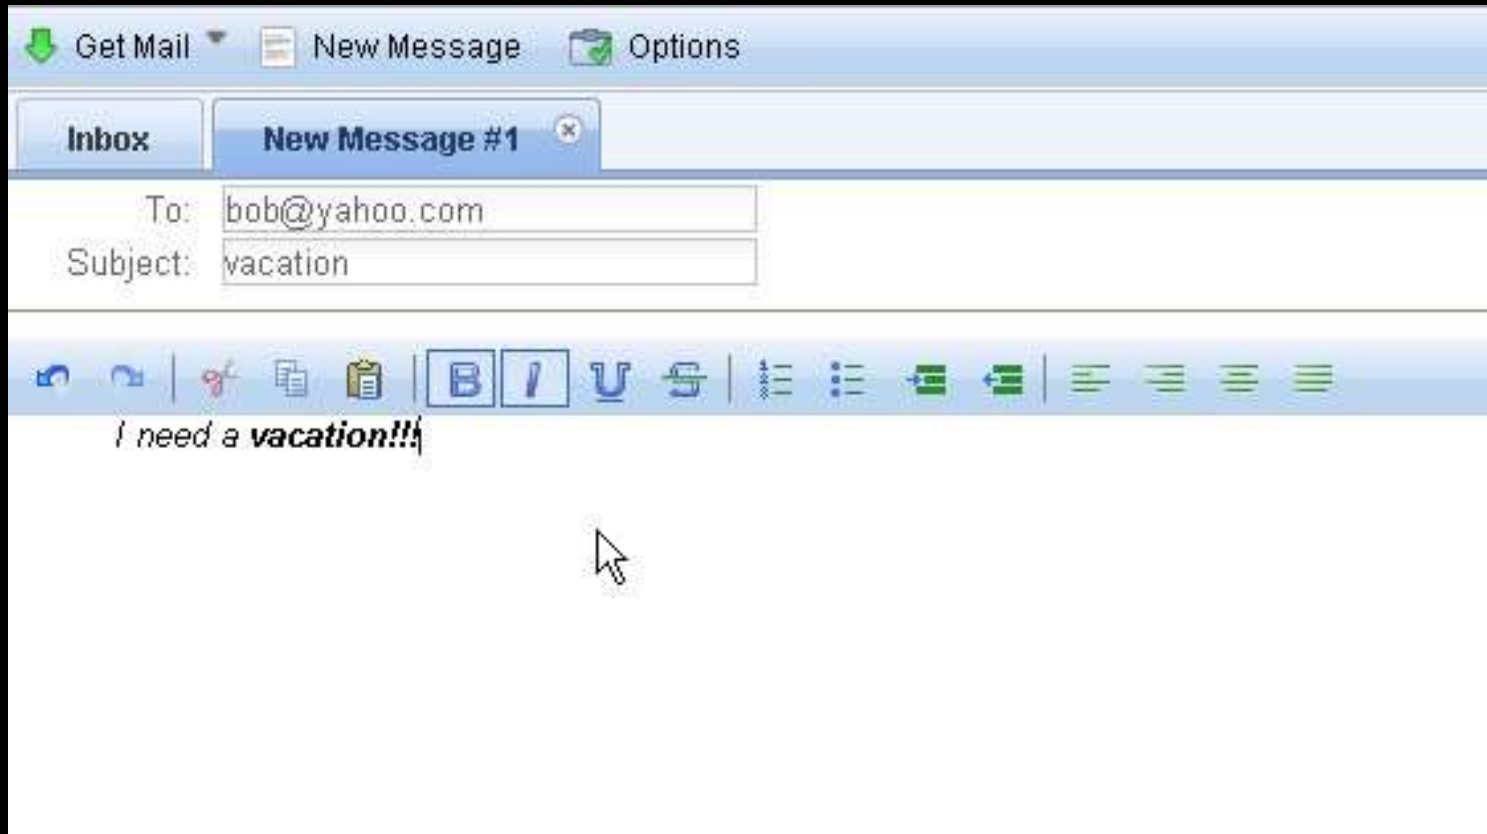 Get Mail New Message Options
Inbox New Message #1
To: bob@yahoo.com
Subject: vacation
B I U S
I need a vacation!!!